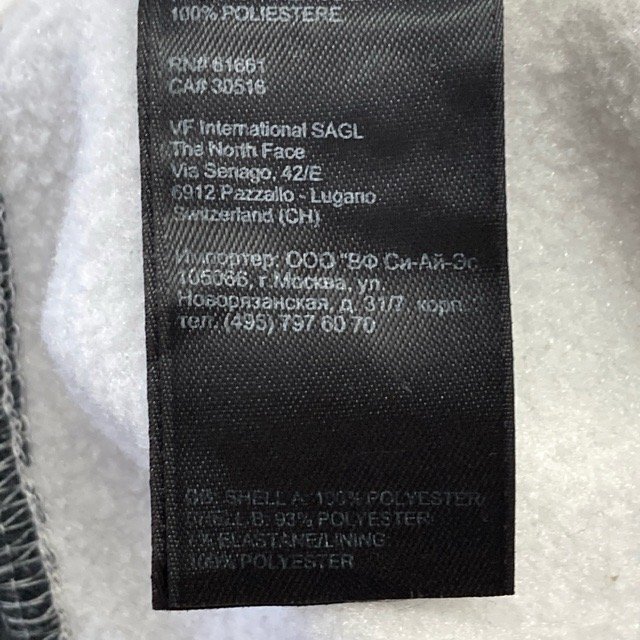 100% POLIESTERE
RN# 61661
CA# 30516
VF International SAGL
The North Face
Via Senago, 42/E
6912 Pazzallo - Lugano
Switzerland (CH)
Импортер: ООО "ВФ Си-Ай-Эс
105066, г.Москва, ул.
Новорязанская, д. 31/7, корп.
тел. (495) 797 60 70
SHELL A: 100% POLYESTER/
SHELL B: 93% POLYESTER
7% ELASTANE/LINING
100% POLYESTER